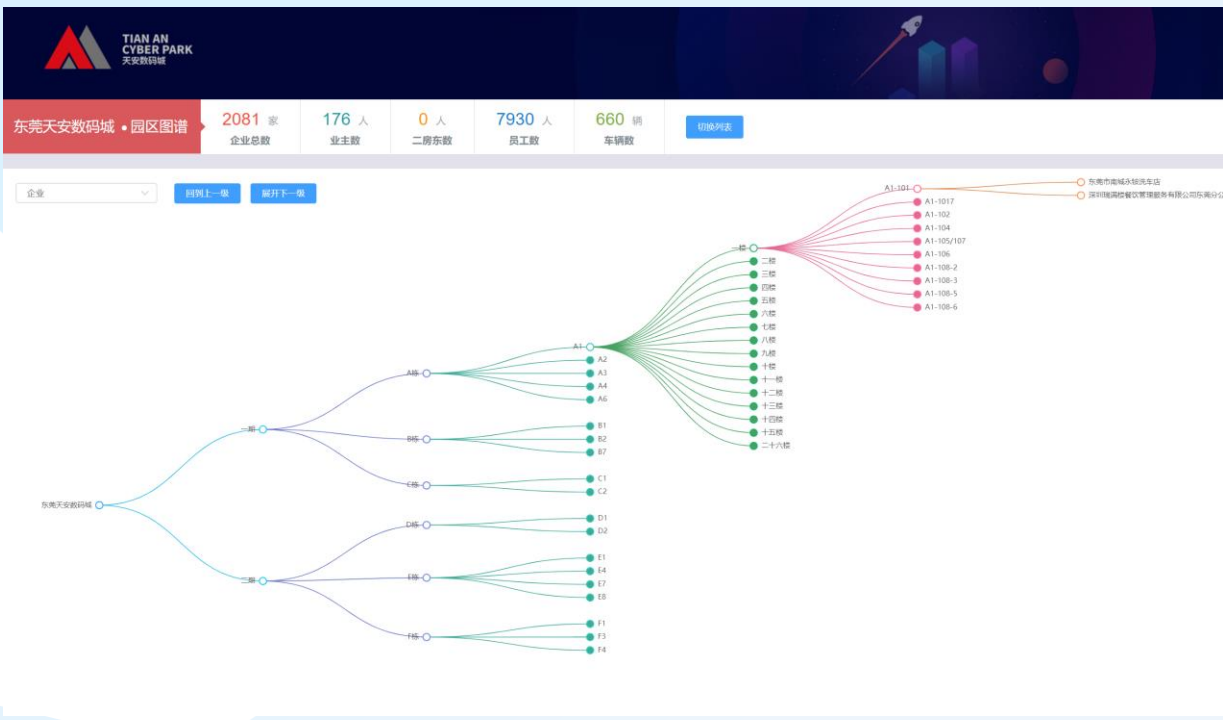 TIAN AN
CYBER PARK
天安数码城
东莞天安数码城 • 园区图谱
2081 家
企业总数
176 人
业主数
0 人
二房东数
7930 人
员工数
660 辆
车辆数
切换列表
企业
回到上一级
展开下一级
A1-101
东莞市南城永骏洗车店
A1-1017
A1-102
A1-104
A1-105/107
A1-106
A1-108-2
A1-108-3
A1-108-5
A1-108-6
一楼
二楼
三楼
四楼
五楼
六楼
七楼
八楼
九楼
十楼
十一楼
十二楼
十三楼
十四楼
十五楼
二十六楼
A1
A2
A3
A4
A6
A栋
B1
B2
B7
B栋
C1
C2
C栋
一期
东莞天安数码城
D1
D2
D栋
E1
E4
E7
E8
E栋
二期
F1
F3
F4
F栋